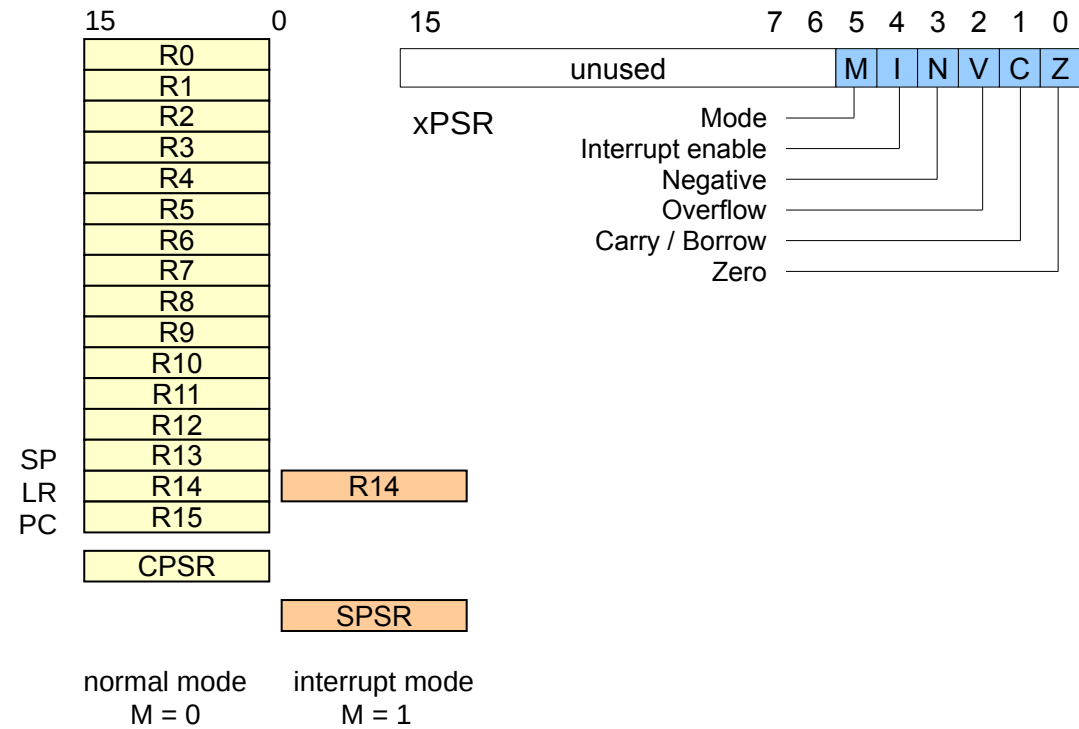 15 0 15 7 6 5 4 3 2 1 0
R0
unused M I N V C Z
R1
R2
xPSR
Mode
R3
Interrupt enable
R4
Negative
R5
Overflow
R6
Carry / Borrow
R7
Zero
R8
R9
R10
R11
R12
SP R13
LR R14 R14
PC R15
CPSR
SPSR
normal mode interrupt mode
M = 0 M = 1